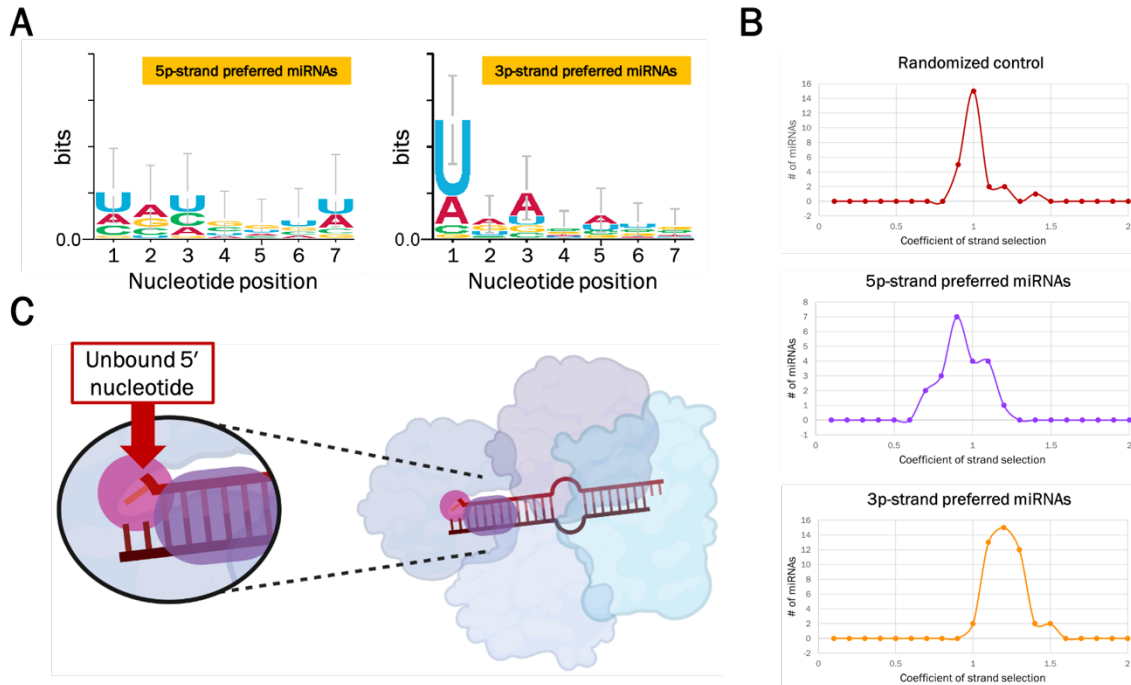 A
5p-strand preferred miRNAs
bits
0.0
U A C
A G C
U C A
G
U
U A
1 2 3 4 5 6 7
Nucleotide position
3p-strand preferred miRNAs
bits
0.0
U A C
A
A U G
A U
1 2 3 4 5 6 7
Nucleotide position
B
Randomized control
# of miRNAs
16
14
12
10
8
6
4
2
0
-2
0 0.5 1 1.5 2
Coefficient of strand selection
5p-strand preferred miRNAs
# of miRNAs
8
7
6
5
4
3
2
1
0
-1
0 0.5 1 1.5 2
Coefficient of strand selection
3p-strand preferred miRNAs
# of miRNAs
16
14
12
10
8
6
4
2
0
-2
0 0.5 1 1.5 2
Coefficient of strand selection
C
Unbound 5′
nucleotide